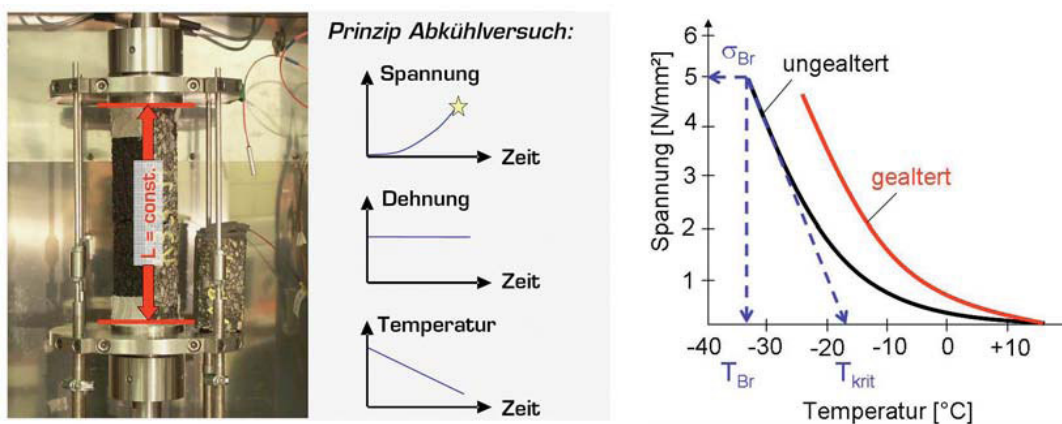 L = const.
Prinzip Abkühlversuch:
Spannung
Zeit
Dehnung
Zeit
Temperatur
Zeit
Spannung [N/mm²]
6
5
4
3
2
1
σBr
ungealtert
gealtert
-40 -30 -20 -10 0 +10
TBr Tkrit
Temperatur [°C]